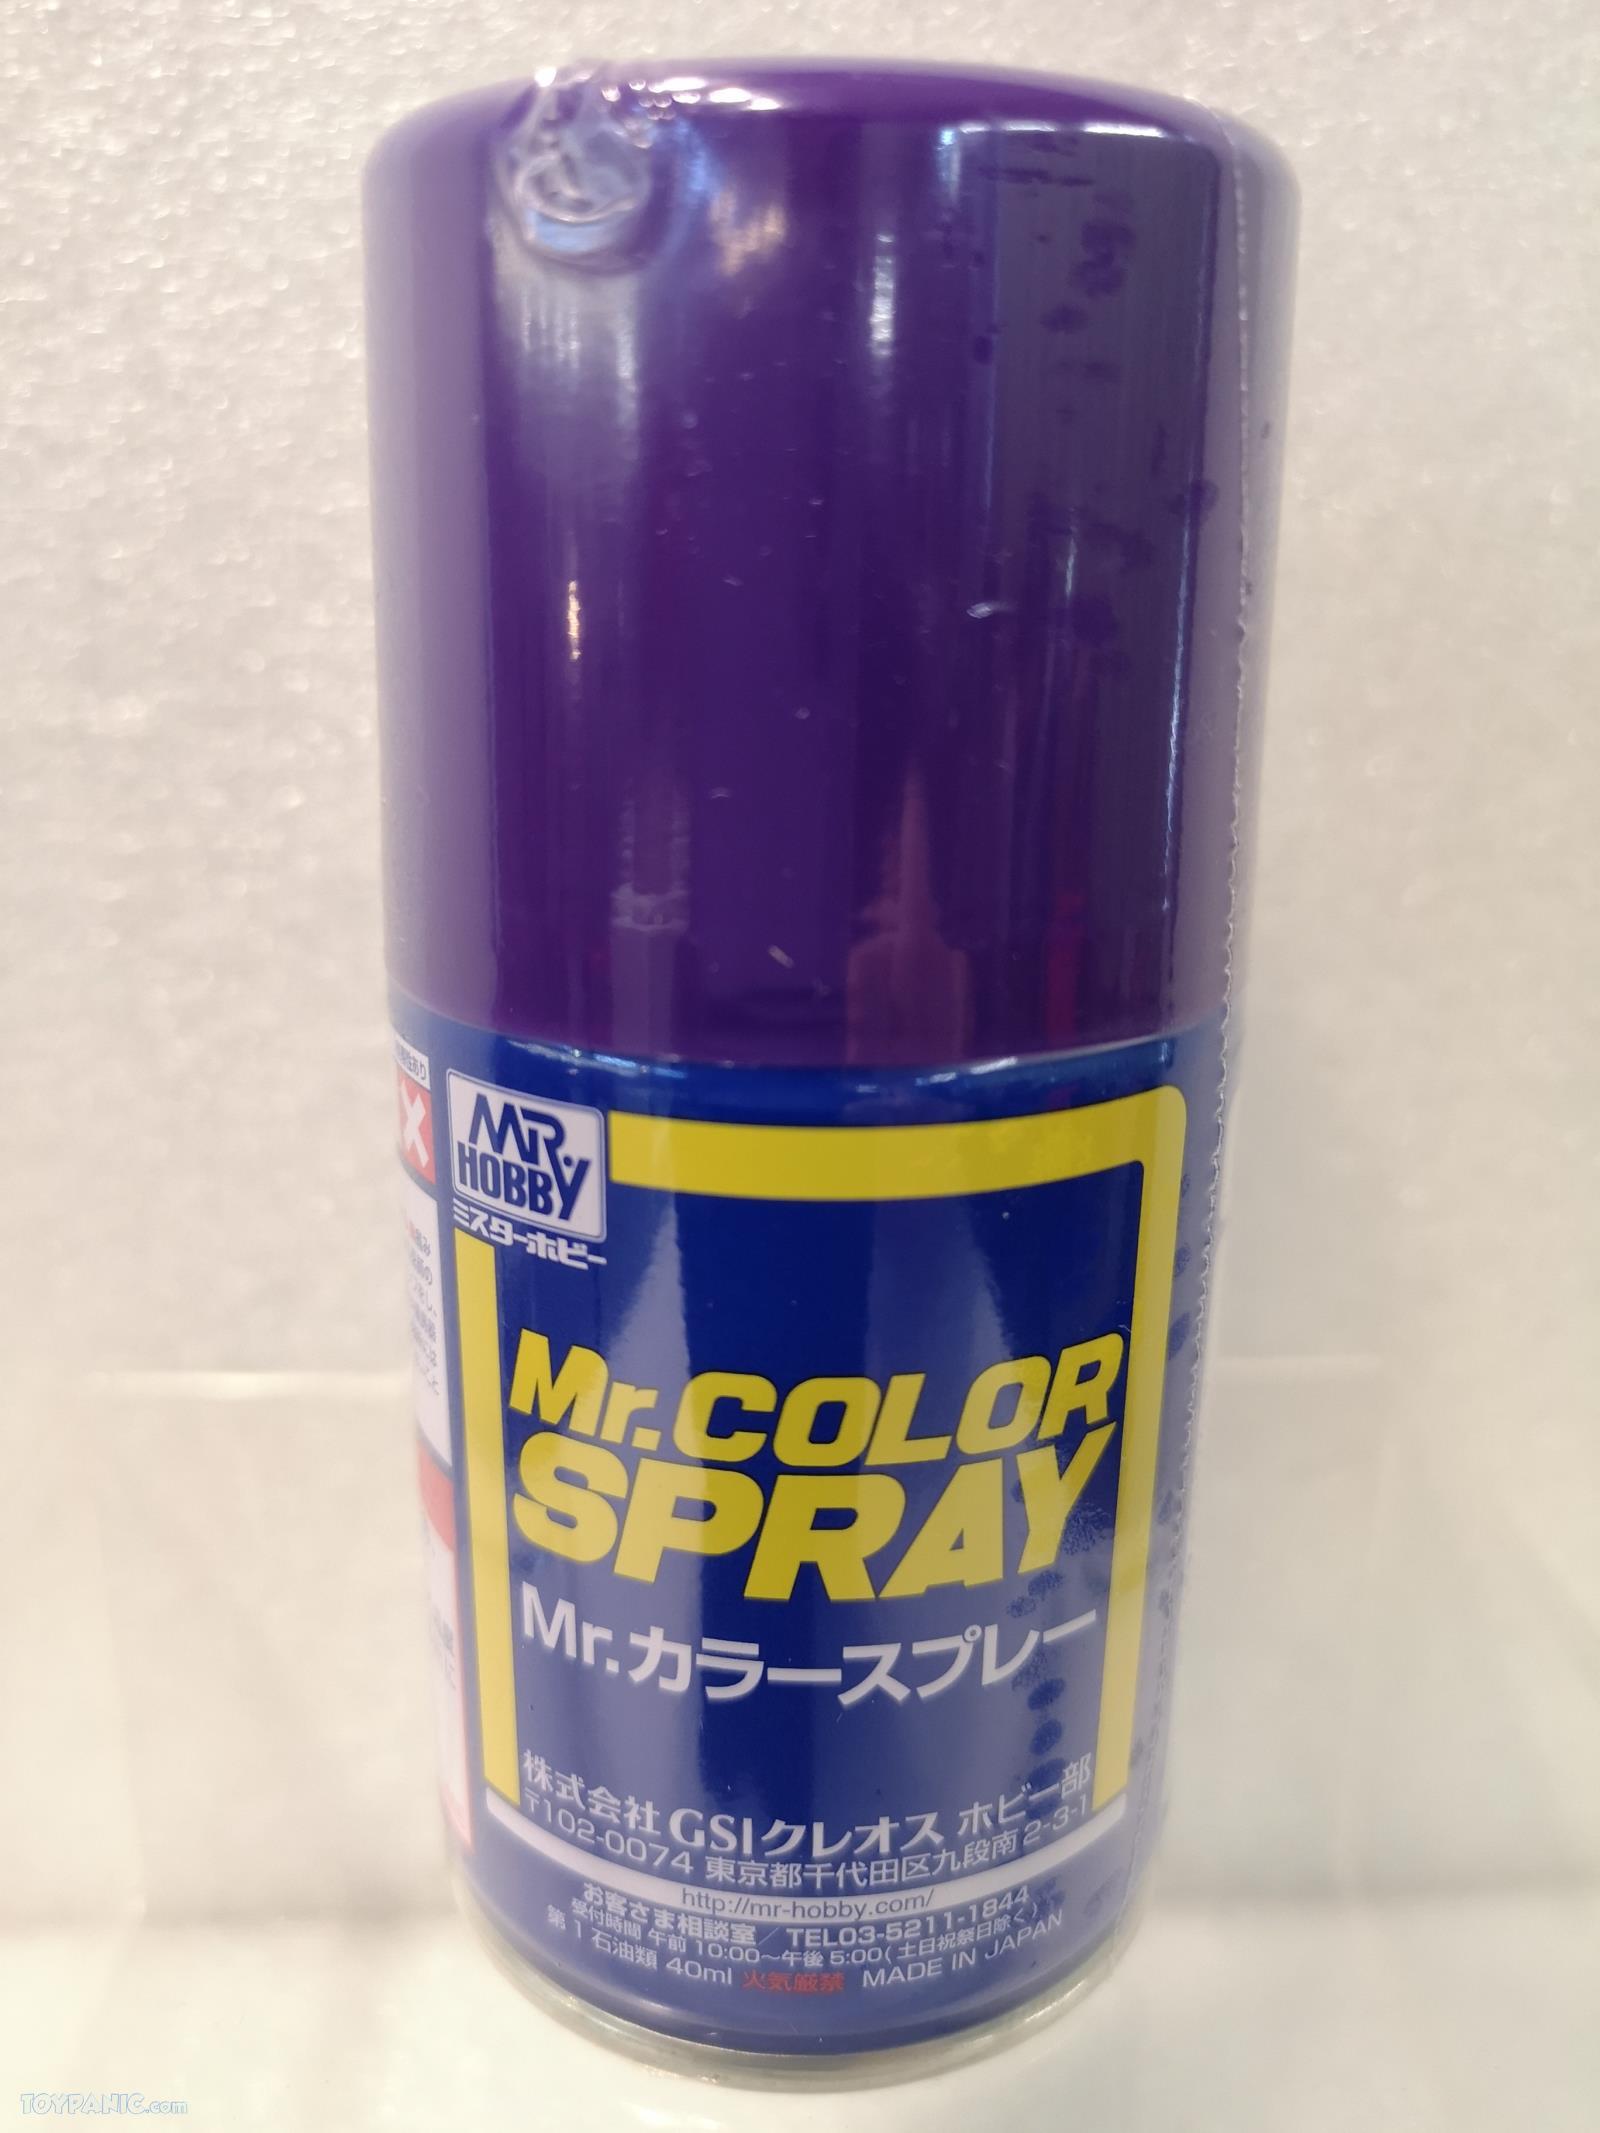 MR. HOBBY
ミスターホビー
Mr. COLOR
SPRAY
Mr.カラースプレー
株式会社 GSIクレオス ホビー部
〒102-0074 東京都千代田区九段南 2-3-1
http://mr-hobby.com/
お客さま相談室／TEL03-5211-1844
受付時間 午前 10:00～午後 5:00(土日祝祭日除く)
第1石油類 40ml 火気厳禁 MADE IN JAPAN
TOYPANIC.com